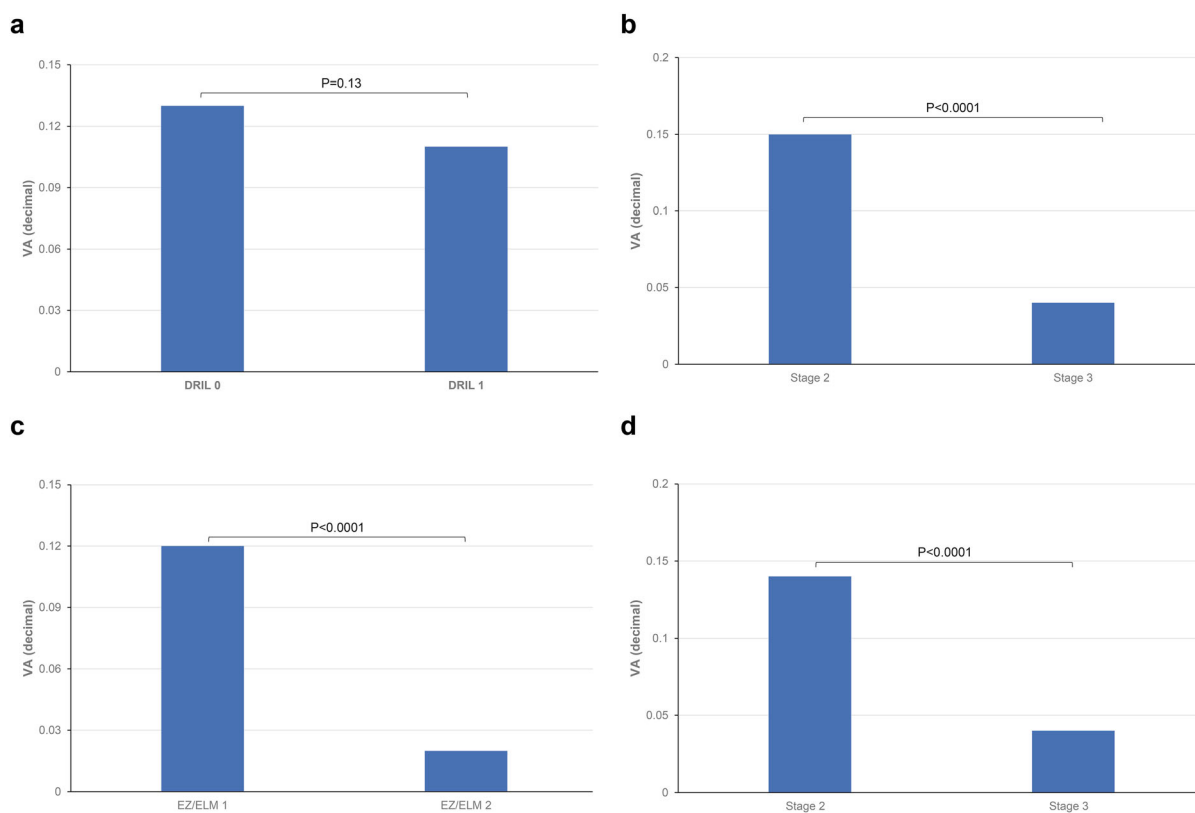 a
0.15
P=0.13
0.12
0.09
0.06
0.03
0
VA (decimal)
DRIL 0
DRIL 1
b
0.2
P<0.0001
0.15
0.1
0.05
0
VA (decimal)
Stage 2
Stage 3
c
0.15
P<0.0001
0.12
0.09
0.06
0.03
0
VA (decimal)
EZ/ELM 1
EZ/ELM 2
d
0.2
P<0.0001
0.15
0.1
0.05
0
VA (decimal)
Stage 2
Stage 3